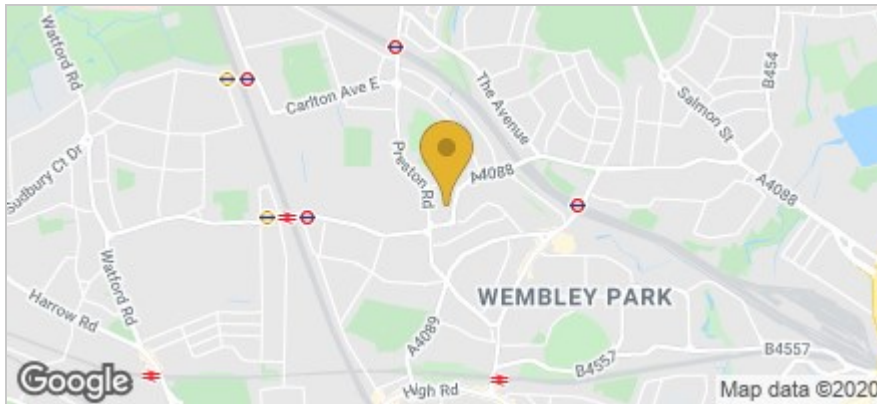 Watford Rd
B454
Carlton Ave E
The Avenue
Salmon St
Sudbury Ct Dr
Preston Rd
A4088
A4088
Watford Rd
Harrow Rd
WEMBLEY PARK
A4089
B4557
B4557
High Rd
Google
Map data ©2020